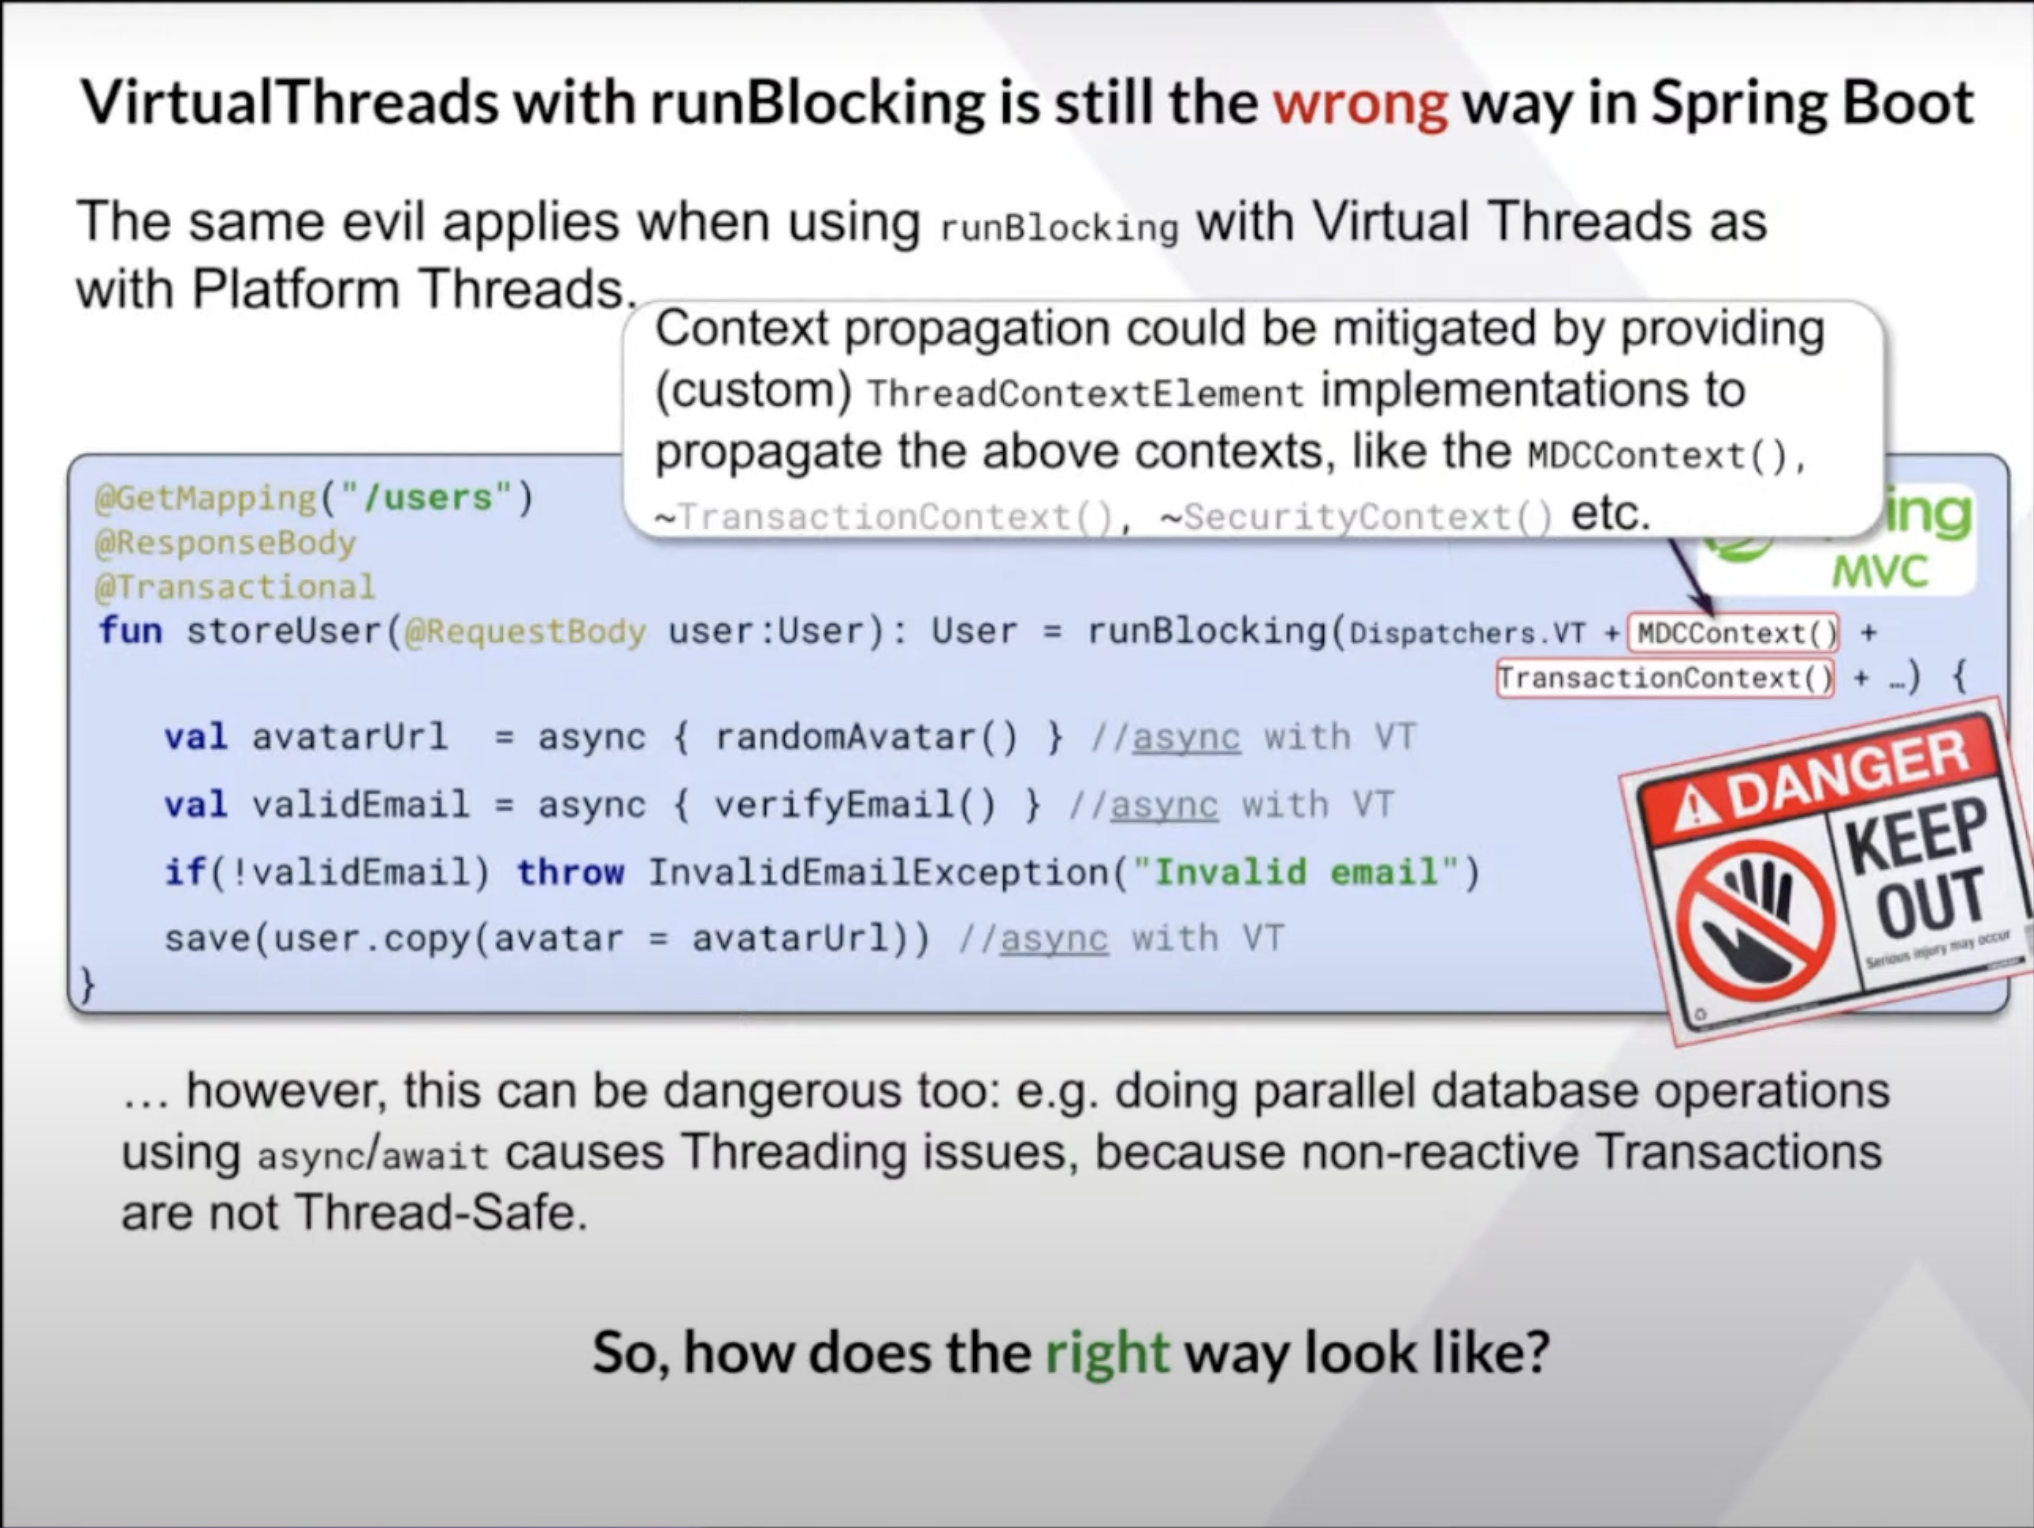 VirtualThreads with runBlocking is still the wrong way in Spring Boot
The same evil applies when using runBlocking with Virtual Threads as
with Platform Threads.
Context propagation could be mitigated by providing
(custom) ThreadContextElement implementations to
propagate the above contexts, like the MDCContext(),
~TransactionContext(), ~SecurityContext() etc.
ing
MVC
@GetMapping("/users")
@ResponseBody
@Transactional
fun storeUser(@RequestBody user:User): User = runBlocking(Dispatchers.VT + MDCContext() +
TransactionContext() + …) {
val avatarUrl = async { randomAvatar() } //async with VT
val validEmail = async { verifyEmail() } //async with VT
if(!validEmail) throw InvalidEmailException("Invalid email")
save(user.copy(avatar = avatarUrl)) //async with VT
}
DANGER
KEEP
OUT
Serious injury may occur
… however, this can be dangerous too: e.g. doing parallel database operations
using async/await causes Threading issues, because non-reactive Transactions
are not Thread-Safe.
So, how does the right way look like?